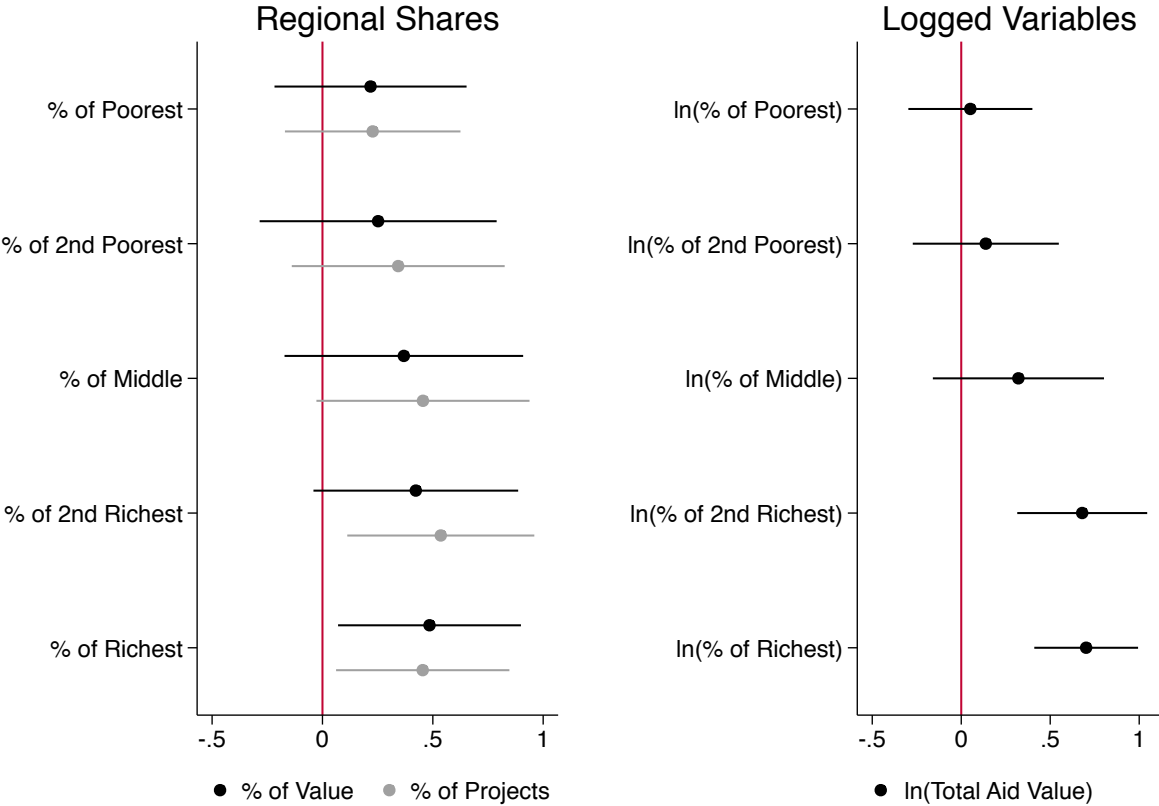 Regional Shares
% of Poorest
% of 2nd Poorest
% of Middle
% of 2nd Richest
% of Richest
-.5 0 .5 1
% of Value % of Projects
Logged Variables
ln(% of Poorest)
ln(% of 2nd Poorest)
ln(% of Middle)
ln(% of 2nd Richest)
ln(% of Richest)
-.5 0 .5 1
ln(Total Aid Value)